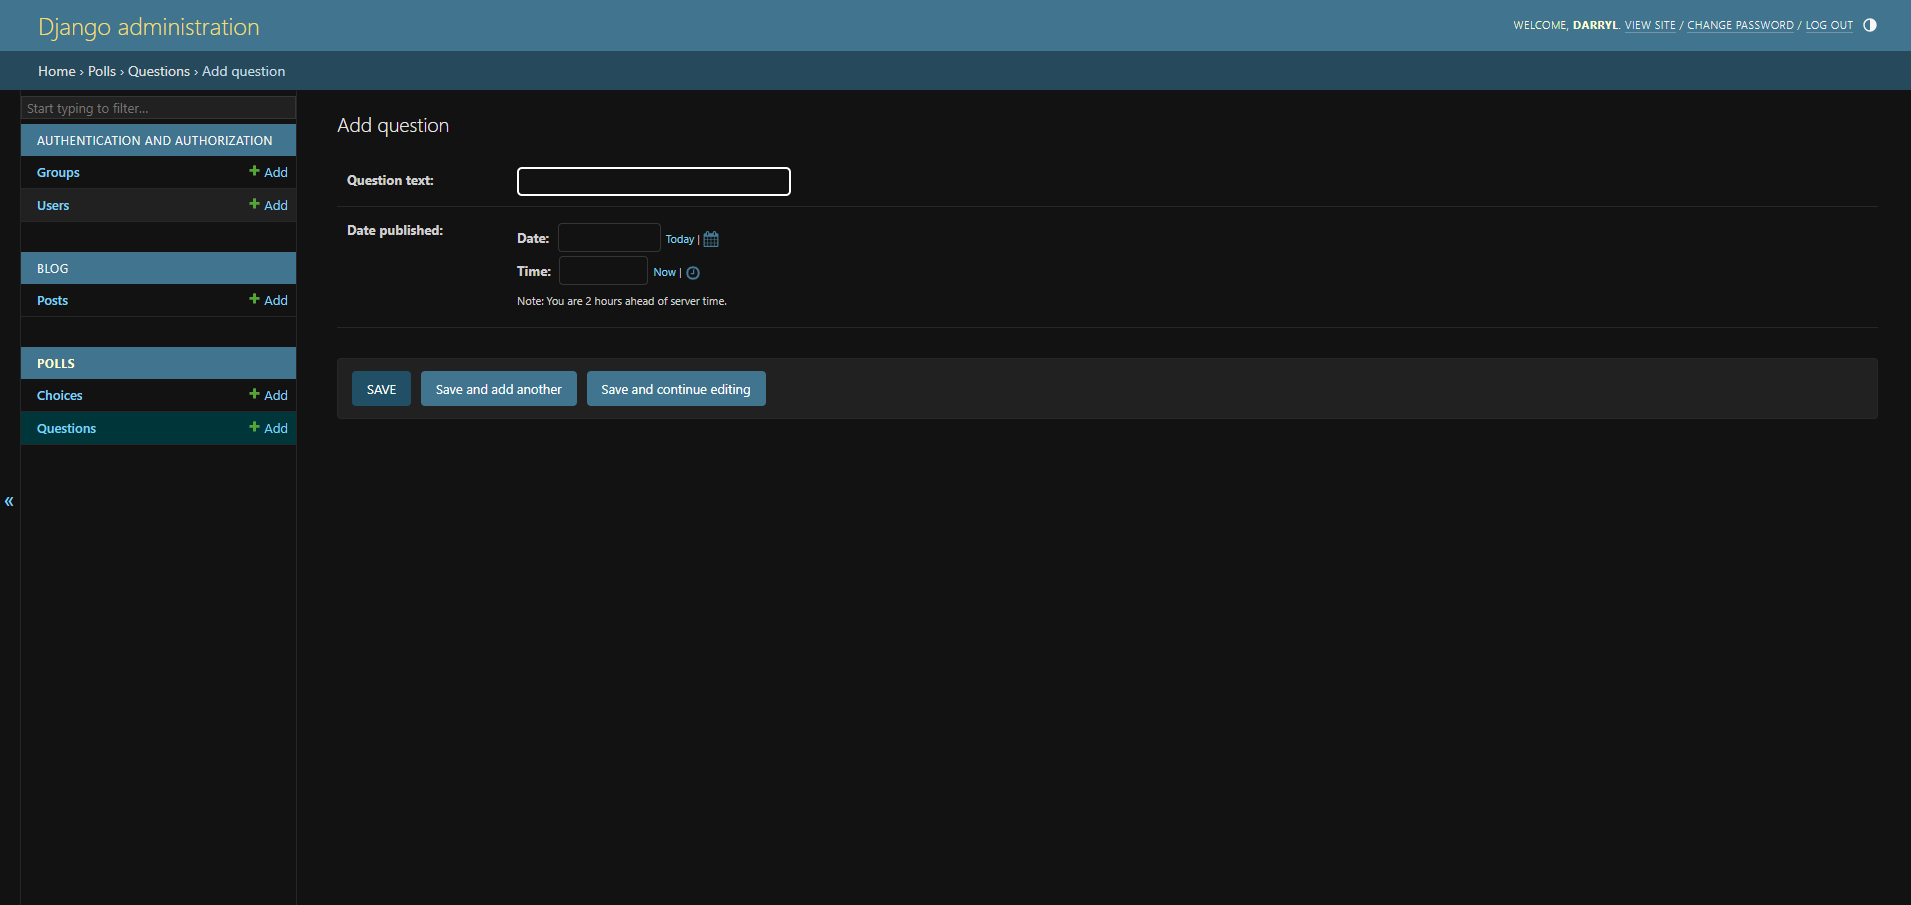 Django administration
WELCOME, DARRYL. VIEW SITE / CHANGE PASSWORD / LOG OUT
Home › Polls › Questions › Add question
Start typing to filter...
AUTHENTICATION AND AUTHORIZATION
Groups Add
Users Add
BLOG
Posts Add
POLLS
Choices Add
Questions Add
«
Add question
Question text:
Date published:
Date: Today |
Time: Now |
Note: You are 2 hours ahead of server time.
SAVE Save and add another Save and continue editing